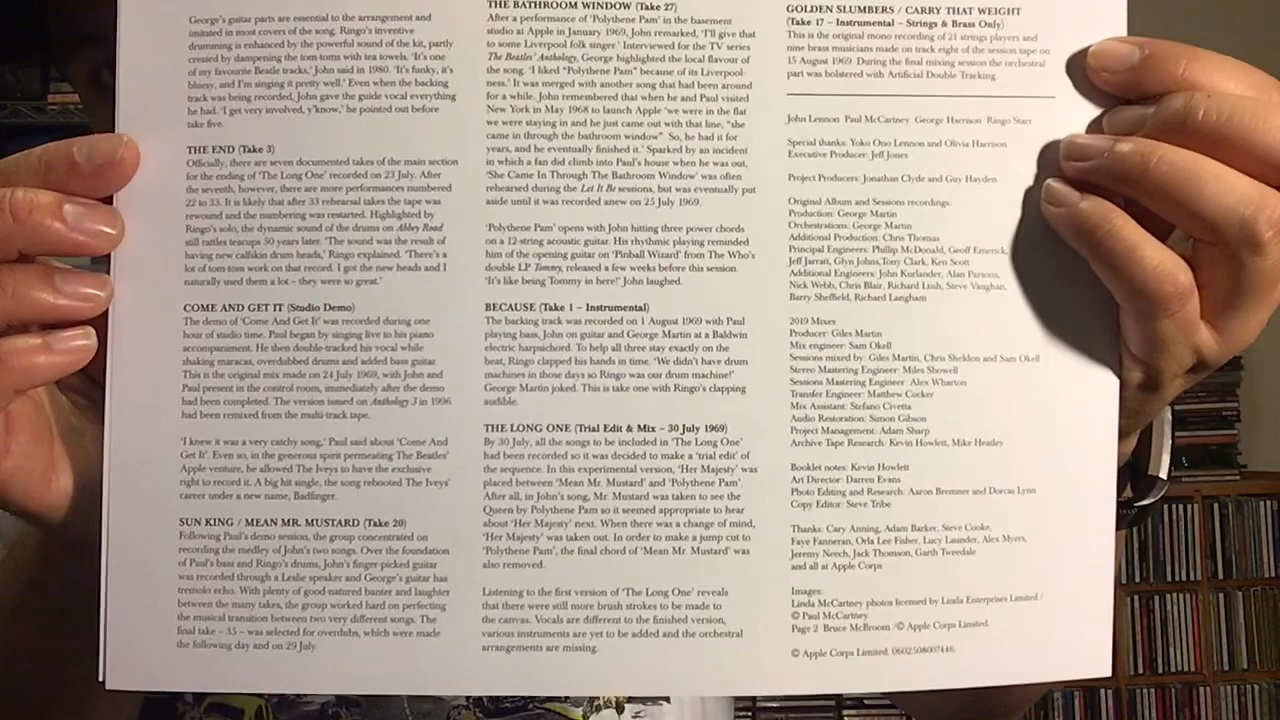 George's guitar parts are essential to the arrangement and
imitated in most covers of the song. Ringo's inventive
drumming is enhanced by the powerful sound of the kit, partly
created by dampening the tom-toms with tea towels. 'It's one
of my favourite Beatle tracks,' John said in 1980. 'It's funky, it's
bluesy, and I'm singing it pretty well.' Even when the backing
track was being recorded, John gave the guide vocal everything
he had. 'I get very involved, y'know,' he pointed out before
take five.
THE END (Take 3)
Officially, there are seven documented takes of the main section
for the ending of 'The Long One' recorded on 23 July. After
the seventh, however, there are more performances numbered
22 to 33. It is likely that after 33 rehearsal takes the tape was
rewound and the numbering was restarted. Highlighted by
Ringo's solo, the dynamic sound of the drums on Abbey Road
still rattles teacups 50 years later. 'The sound was the result of
having new calfskin drum heads,' Ringo explained. 'There's a
lot of tom-tom work on that record. I got the new heads and I
naturally used them a lot – they were so great.'
COME AND GET IT (Studio Demo)
The demo of 'Come And Get It' was recorded during one
hour of studio time. Paul began by singing live to his piano
accompaniment. He then double-tracked his vocal while
shaking maracas, overdubbed drums and added bass guitar.
This is the original mix made on 24 July 1969, with John and
Paul present in the control room, immediately after the demo
had been completed. The version issued on Anthology 3 in 1996
had been remixed from the multi-track tape.
'I knew it was a very catchy song,' Paul said about 'Come And
Get It'. Even so, in the generous spirit permeating The Beatles'
Apple venture, he allowed The Iveys to have the exclusive
right to record it. A big hit single, the song rebooted The Iveys'
career under a new name, Badfinger.
SUN KING / MEAN MR. MUSTARD (Take 20)
Following Paul's demo session, the group concentrated on
recording the medley of John's two songs. Over the foundation
of Paul's bass and Ringo's drums, John's finger-picked guitar
was recorded through a Leslie speaker and George's guitar has
tremolo echo. With plenty of good-natured banter and laughter
between the many takes, the group worked hard on perfecting
the musical transition between two very different songs. The
final take – 35 – was selected for overdubs, which were made
the following day and on 29 July.
THE BATHROOM WINDOW (Take 27)
After a performance of 'Polythene Pam' in the basement
studio at Apple in January 1969, John remarked, 'I'll give that
to some Liverpool folk singer.' Interviewed for the TV series
The Beatles' Anthology, George highlighted the local flavour of
the song. 'I liked "Polythene Pam" because of its Liverpool-
ness.' It was merged with another song that had been around
for a while. John remembered that when he and Paul visited
New York in May 1968 to launch Apple 'we were in the flat
we were staying in and he just came out with that line, "she
came in through the bathroom window". So, he had it for
years, and he eventually finished it.' Sparked by an incident
in which a fan did climb into Paul's house when he was out,
'She Came In Through The Bathroom Window' was often
rehearsed during the Let It Be sessions, but was eventually put
aside until it was recorded anew on 25 July 1969.
'Polythene Pam' opens with John hitting three power chords
on a 12-string acoustic guitar. His rhythmic playing reminded
him of the opening guitar on 'Pinball Wizard' from The Who's
double LP Tommy, released a few weeks before this session.
'It's like being Tommy in here!' John laughed.
BECAUSE (Take 1 – Instrumental)
The backing track was recorded on 1 August 1969 with Paul
playing bass, John on guitar and George Martin at a Baldwin
electric harpsichord. To help all three stay exactly on the
beat, Ringo clapped his hands in time. 'We didn't have drum
machines in those days so Ringo was our drum machine!'
George Martin joked. This is take one with Ringo's clapping
audible.
THE LONG ONE (Trial Edit & Mix – 30 July 1969)
By 30 July, all the songs to be included in 'The Long One'
had been recorded so it was decided to make a 'trial edit' of
the sequence. In this experimental version, 'Her Majesty' was
placed between 'Mean Mr. Mustard' and 'Polythene Pam'.
After all, in John's song, Mr. Mustard was taken to see the
Queen by Polythene Pam so it seemed appropriate to hear
about 'Her Majesty' next. When there was a change of mind,
'Her Majesty' was taken out. In order to make a jump cut to
'Polythene Pam', the final chord of 'Mean Mr. Mustard' was
also removed.
Listening to the first version of 'The Long One' reveals
that there were still more brush strokes to be made to
the canvas. Vocals are different to the finished version,
various instruments are yet to be added and the orchestral
arrangements are missing.
GOLDEN SLUMBERS / CARRY THAT WEIGHT
(Take 17 – Instrumental – Strings & Brass Only)
This is the original mono recording of 21 strings players and
nine brass musicians made on track eight of the session tape on
15 August 1969. During the final mixing session the orchestral
part was bolstered with Artificial Double Tracking.
John Lennon Paul McCartney George Harrison Ringo Starr
Special thanks: Yoko Ono Lennon and Olivia Harrison
Executive Producer: Jeff Jones
Project Producers: Jonathan Clyde and Guy Hayden
Original Album and Sessions recordings:
Production: George Martin
Orchestrations: George Martin
Additional Production: Chris Thomas
Principal Engineers: Phillip McDonald, Geoff Emerick,
Jeff Jarratt, Glyn Johns,Tony Clark, Ken Scott
Additional Engineers: John Kurlander, Alan Parsons,
Nick Webb, Chris Blair, Richard Lush, Steve Vaughan,
Barry Sheffield, Richard Langham
2019 Mixes
Producer: Giles Martin
Mix engineer: Sam Okell
Sessions mixed by: Giles Martin, Chris Sheldon and Sam Okell
Stereo Mastering Engineer: Miles Showell
Sessions Mastering Engineer: Alex Wharton
Transfer Engineer: Matthew Cocker
Mix Assistant: Stefano Civetta
Audio Restoration: Simon Gibson
Project Management: Adam Sharp
Archive Tape Research: Kevin Howlett, Mike Heatley
Booklet notes: Kevin Howlett
Art Director: Darren Evans
Photo Editing and Research: Aaron Bremner and Dorcas Lynn
Copy Editor: Steve Tribe
Thanks: Cary Anning, Adam Barker, Steve Cooke,
Faye Fanneran, Orla Lee Fisher, Lucy Launder, Alex Myers,
Jeremy Neech, Jack Thomson, Garth Tweedale
and all at Apple Corps
Images:
Linda McCartney photos licensed by Linda Enterprises Limited /
© Paul McCartney
Page 2 Bruce McBroom /© Apple Corps Limited.
© Apple Corps Limited. 0602508007446.